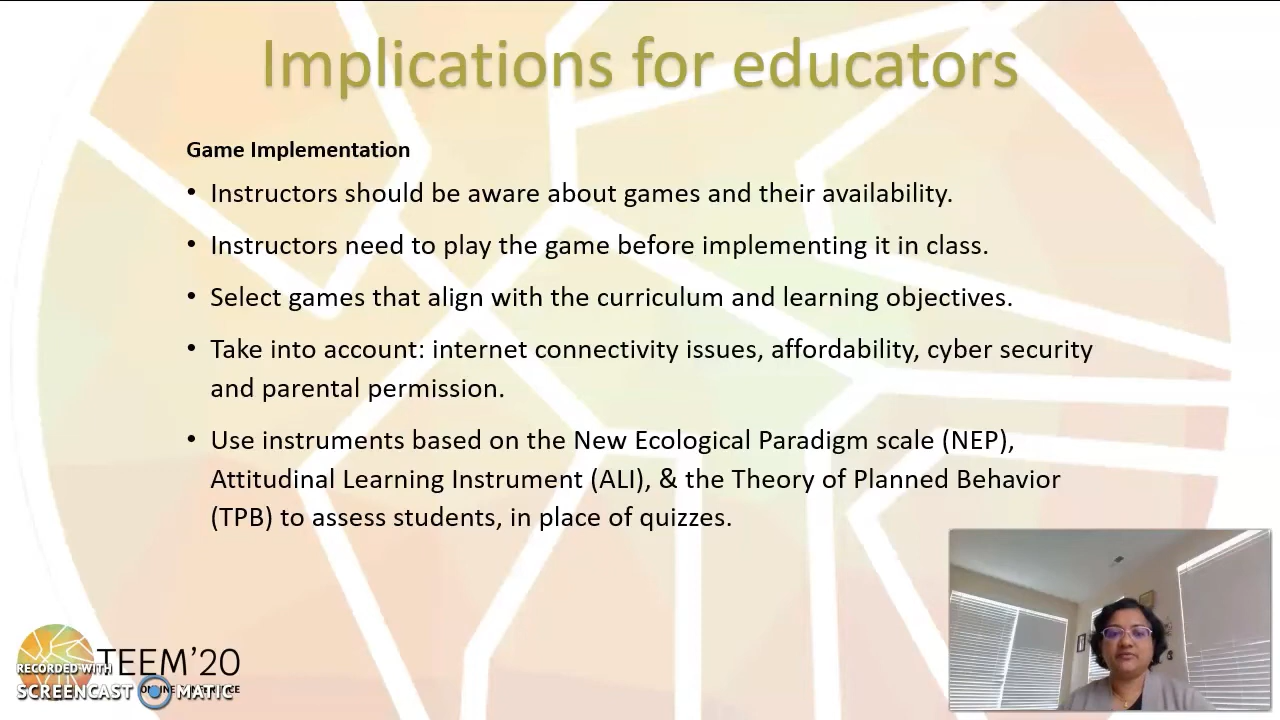 Implications for educators
Game Implementation
• Instructors should be aware about games and their availability.
• Instructors need to play the game before implementing it in class.
• Select games that align with the curriculum and learning objectives.
• Take into account: internet connectivity issues, affordability, cyber security
and parental permission.
• Use instruments based on the New Ecological Paradigm scale (NEP),
Attitudinal Learning Instrument (ALI), & the Theory of Planned Behavior
(TPB) to assess students, in place of quizzes.
TEEM’20
RECORDED WITH
SCREENCAST MATIC